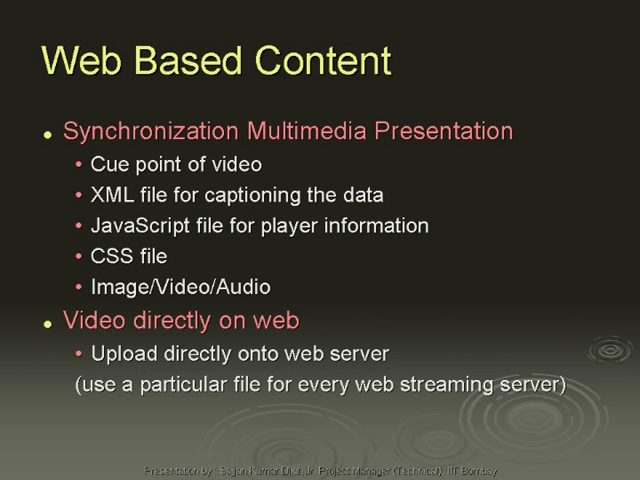 Web Based Content
Synchronization Multimedia Presentation
Cue point of video
XML file for captioning the data
JavaScript file for player information
CSS file
Image/Video/Audio
Video directly on web
Upload directly onto web server
(use a particular file for every web streaming server)
Presentation by : Sajjan Kumar Dixit, Jr. Project Manager (Technical), IIT Bombay